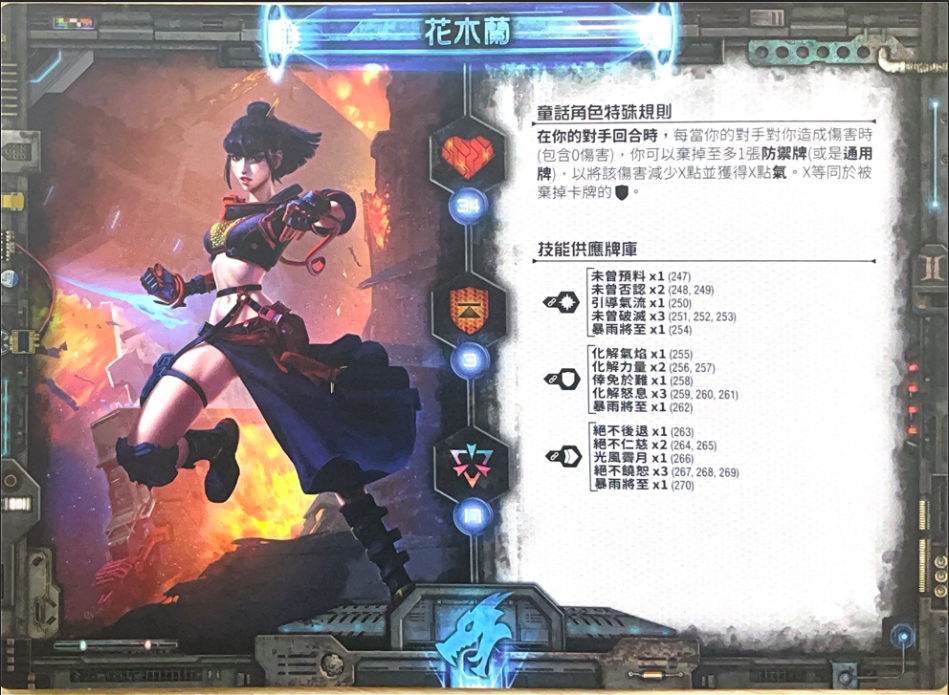 花木蘭
童話角色特殊規則
在你的對手回合時，每當你的對手對你造成傷害時
(包含0傷害)，你可以棄掉至多1張防禦牌(或是通用
牌)，以將該傷害減少X點並獲得X點氣。X等同於被
棄掉卡牌的
34
3
17
技能供應牌庫
未曾預料 x1 (247)
未曾否認 x2 (248, 249)
引導氣流 x1 (250)
未曾破滅 x3 (251, 252, 253)
暴雨將至 x1 (254)
化解氣焰 x1 (255)
化解力量 x2 (256, 257)
倖免於難 x1 (258)
化解怒息 x3 (259, 260, 261)
暴雨將至 x1 (262)
絕不後退 x1 (263)
絕不仁慈 x2 (264, 265)
光風霽月 x1 (266)
絕不饒恕 x3 (267, 268, 269)
暴雨將至 x1 (270)